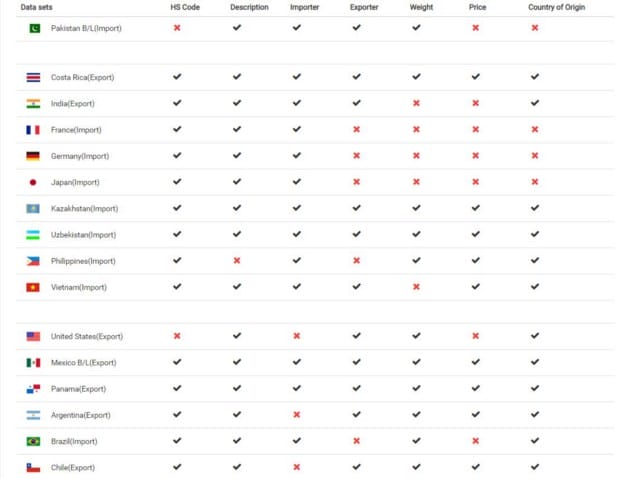 Data sets HS Code Description Importer Exporter Weight Price Country of Origin
Pakistan B/L(Import)
Costa Rica(Export)
India(Export)
France(Import)
Germany(Import)
Japan(Import)
Kazakhstan(Import)
Uzbekistan(Import)
Philippines(Import)
Vietnam(Import)
United States(Export)
Mexico B/L(Export)
Panama(Export)
Argentina(Export)
Brazil(Import)
Chile(Export)